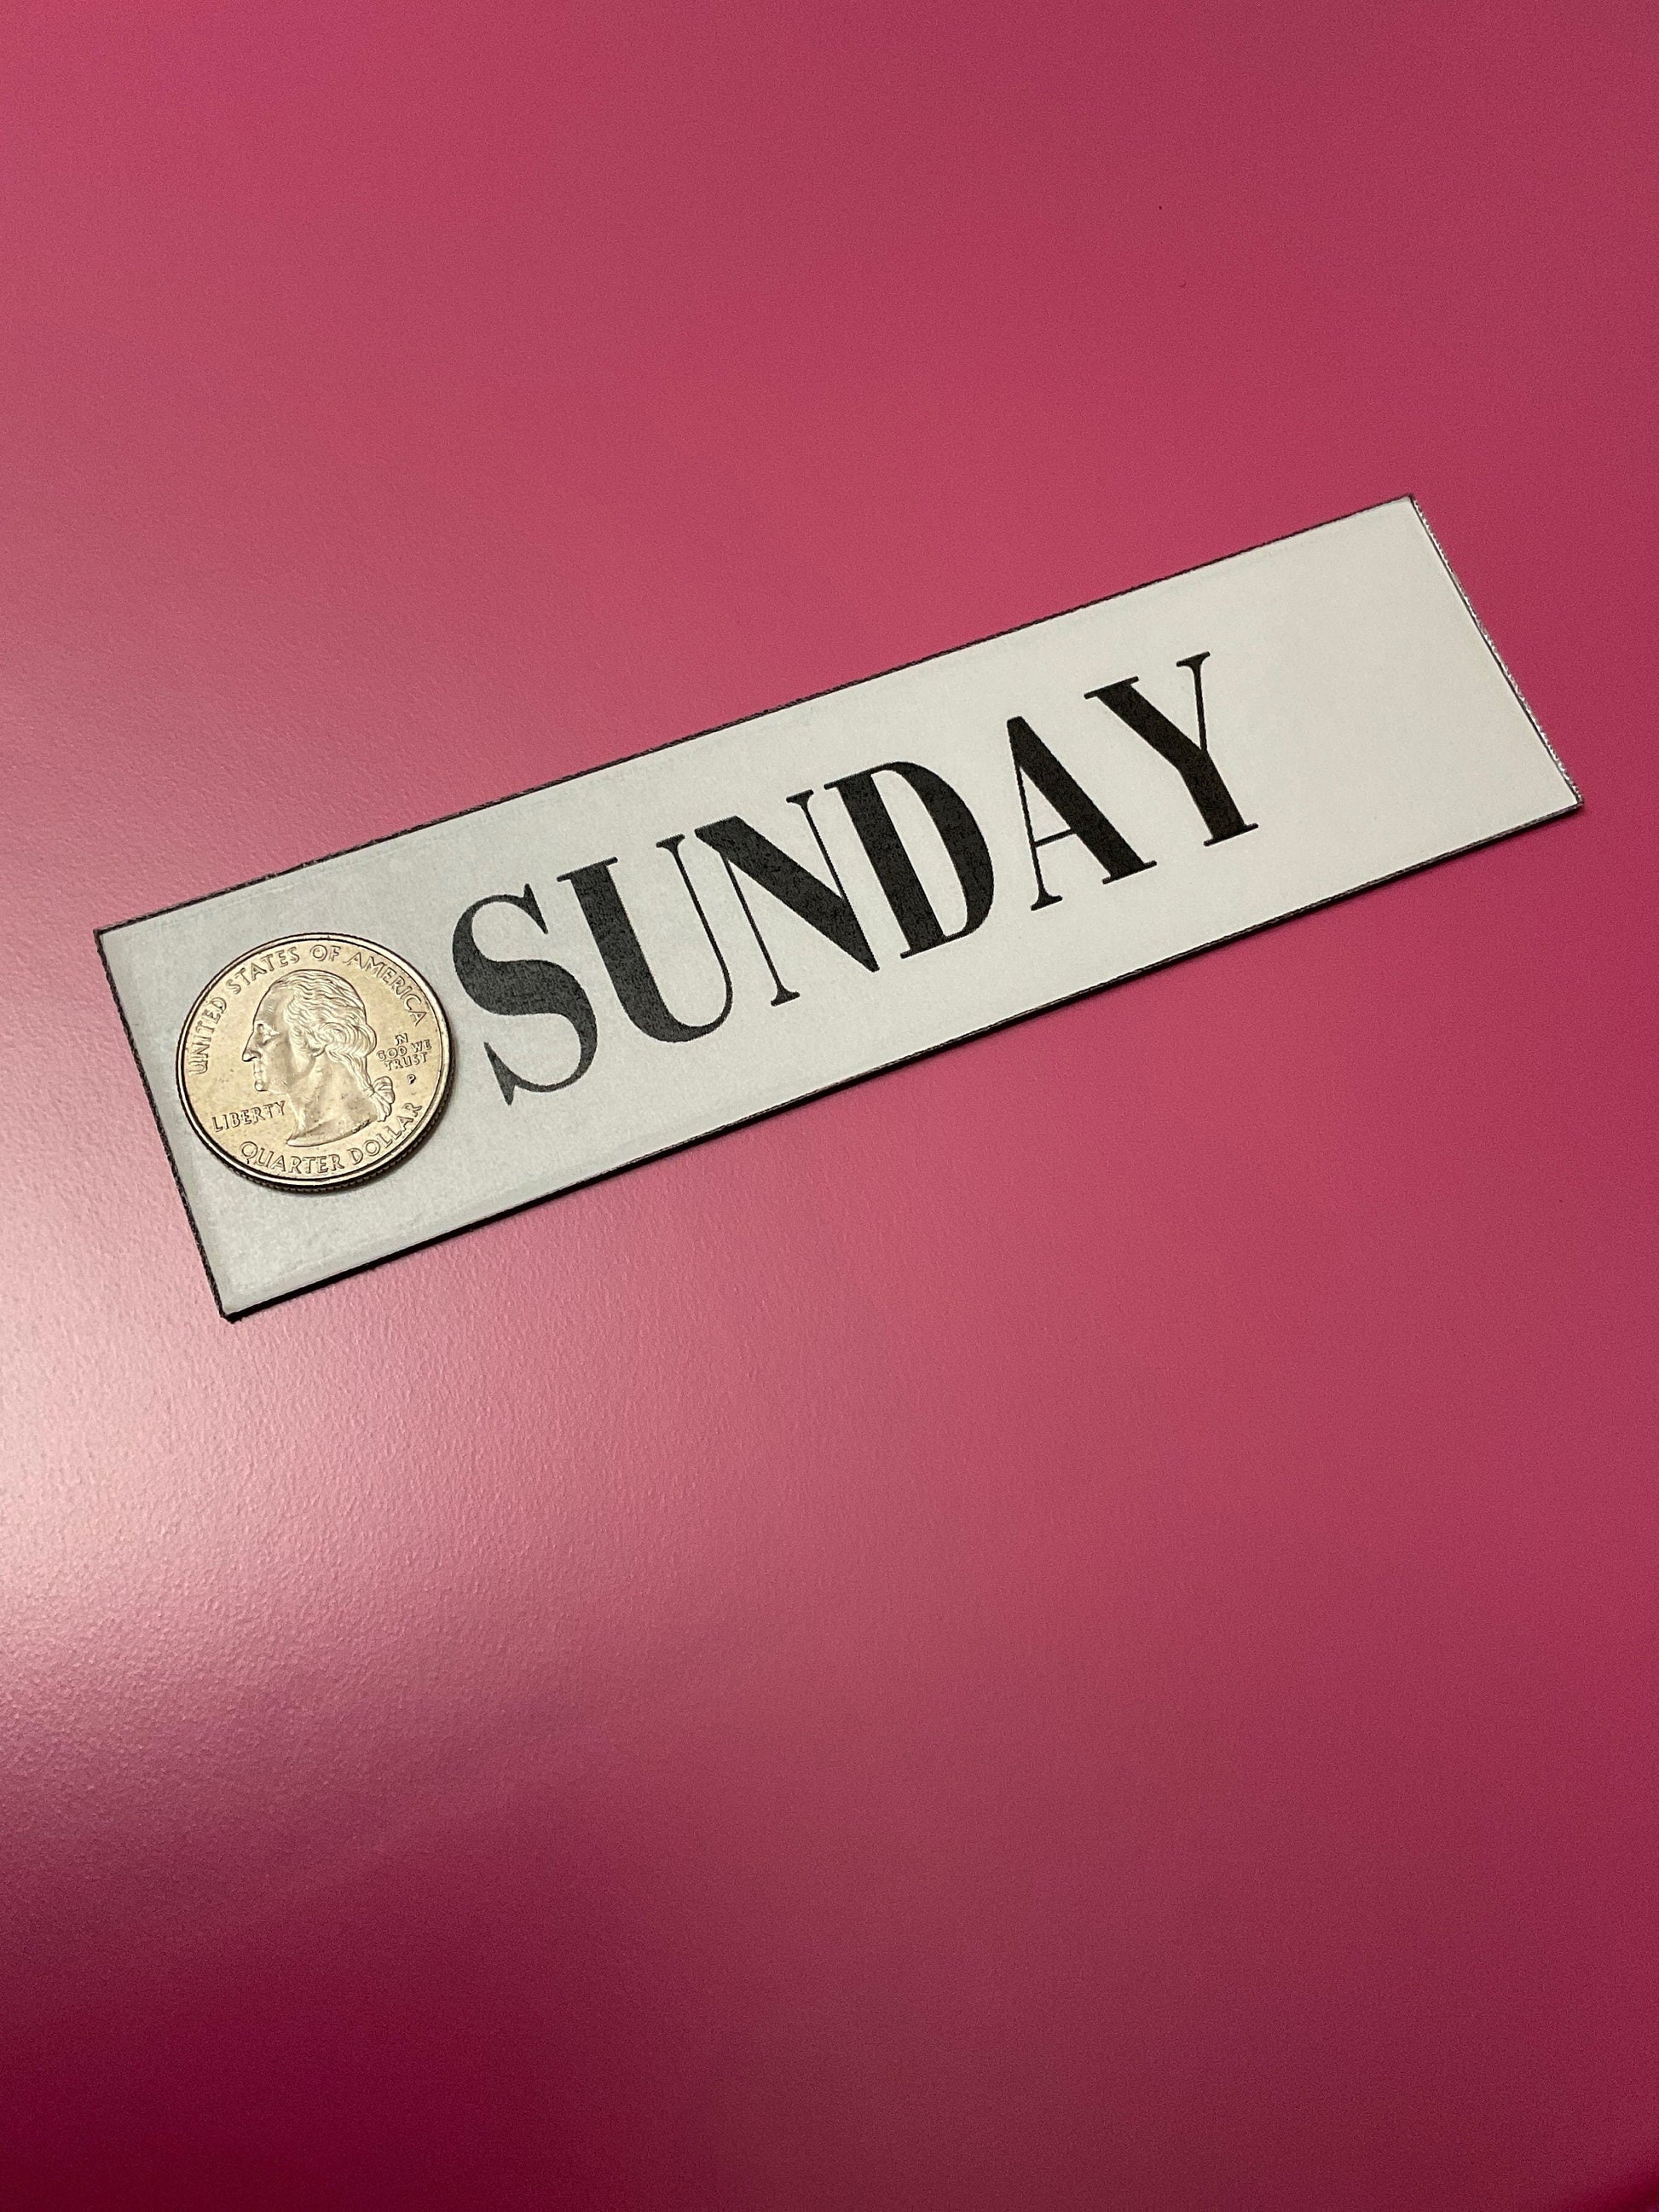 UNITED STATES OF AMERICA
IN
GOD WE
TRUST
P
LIBERTY
QUARTER DOLLAR
SUNDAY